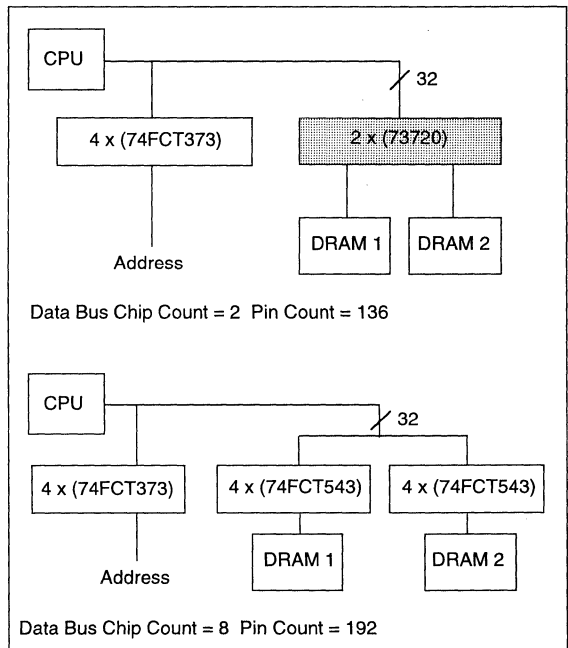 CPU
32
4 x (74FCT373)
2 x (73720)
DRAM 1
DRAM 2
Address
Data Bus Chip Count = 2 Pin Count = 136
CPU
32
4 x (74FCT373)
4 x (74FCT543)
4 x (74FCT543)
DRAM 1
DRAM 2
Address
Data Bus Chip Count = 8 Pin Count = 192